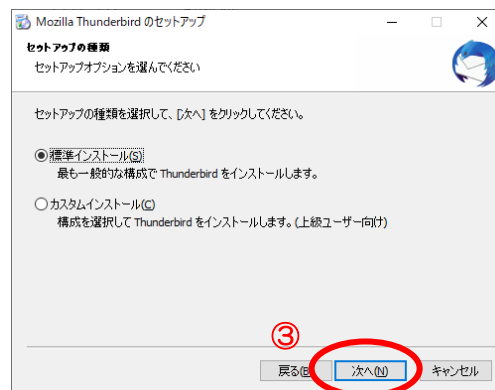 Mozilla Thunderbird のセットアップ
セットアップの種類
セットアップオプションを選んでください
セットアップの種類を選択して、[次へ] をクリックしてください。
標準インストール(S)
最も一般的な構成で Thunderbird をインストールします。
カスタムインストール(C)
構成を選択して Thunderbird をインストールします。(上級ユーザー向け)
③
戻る(B) 次へ(N) キャンセル